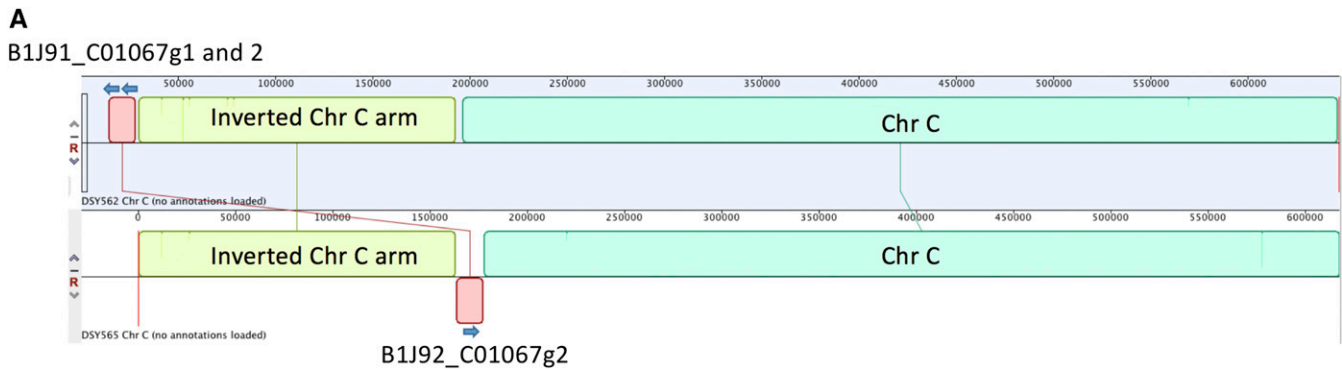 A
B1J91_C01067g1 and 2
50000 100000 150000 200000 250000 300000 350000 400000 450000 500000 550000 600000
Inverted Chr C arm Chr C
R
DSY562 Chr C (no annotations loaded)
0 50000 100000 150000 200000 250000 300000 350000 400000 450000 500000 550000 600000
Inverted Chr C arm Chr C
R
DSY565 Chr C (no annotations loaded)
B1J92_C01067g2